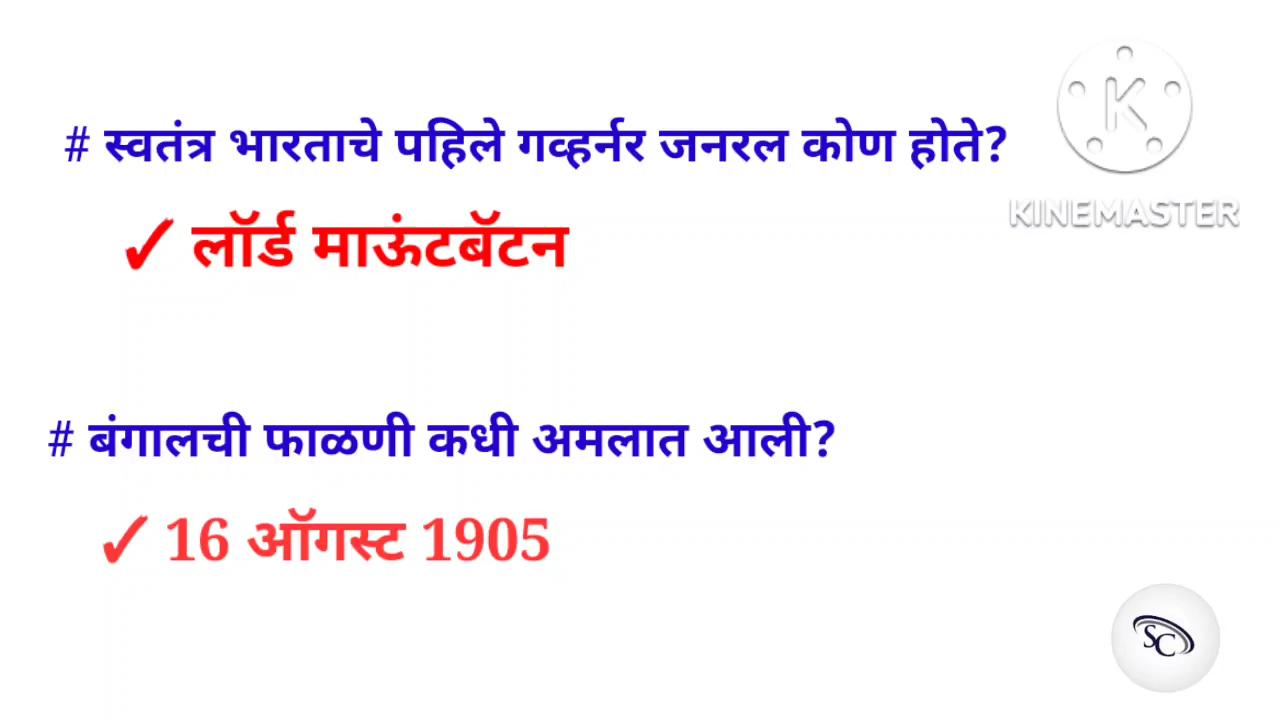 # स्वतंत्र भारताचे पहिले गव्हर्नर जनरल कोण होते?
✓ लॉर्ड माऊंटबॅटन
# बंगालची फाळणी कधी अमलात आली?
✓ 16 ऑगस्ट 1905
K
KINEMASTER
SC